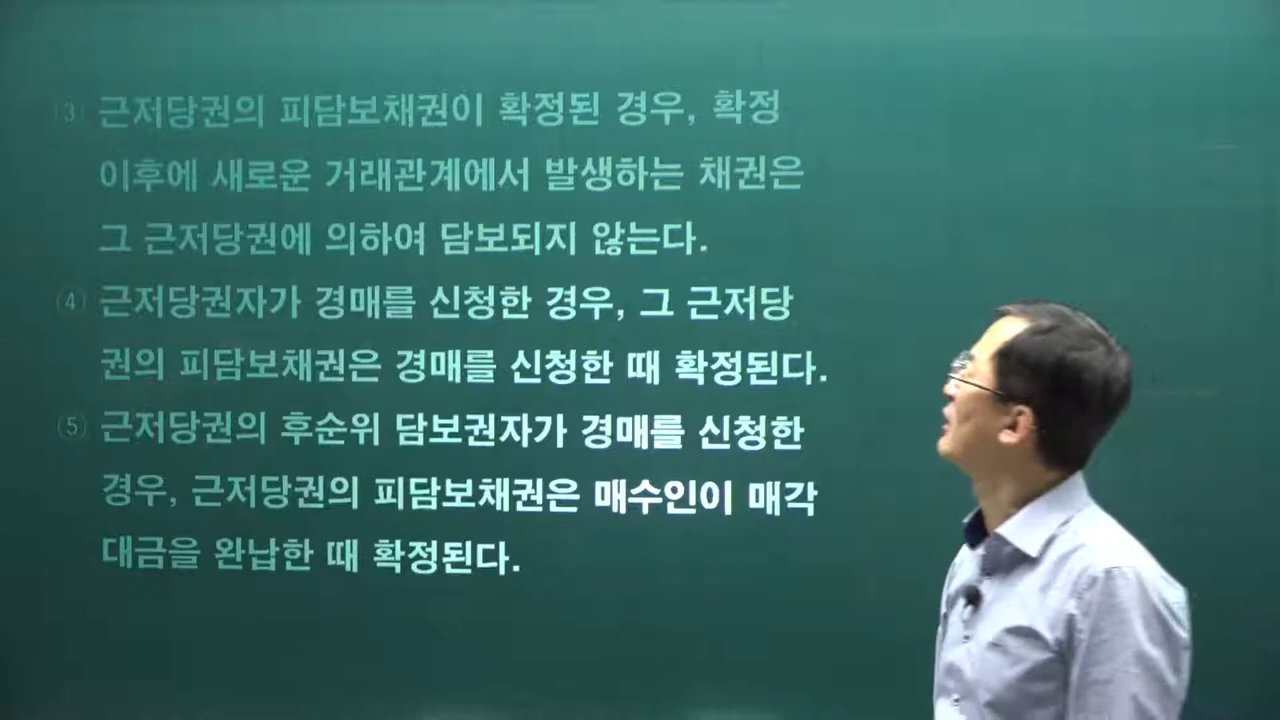 (3) 근저당권의 피담보채권이 확정된 경우, 확정
이후에 새로운 거래관계에서 발생하는 채권은
그 근저당권에 의하여 담보되지 않는다.
(4) 근저당권자가 경매를 신청한 경우, 그 근저당
권의 피담보채권은 경매를 신청한 때 확정된다.
(5) 근저당권의 후순위 담보권자가 경매를 신청한
경우, 근저당권의 피담보채권은 매수인이 매각
대금을 완납한 때 확정된다.